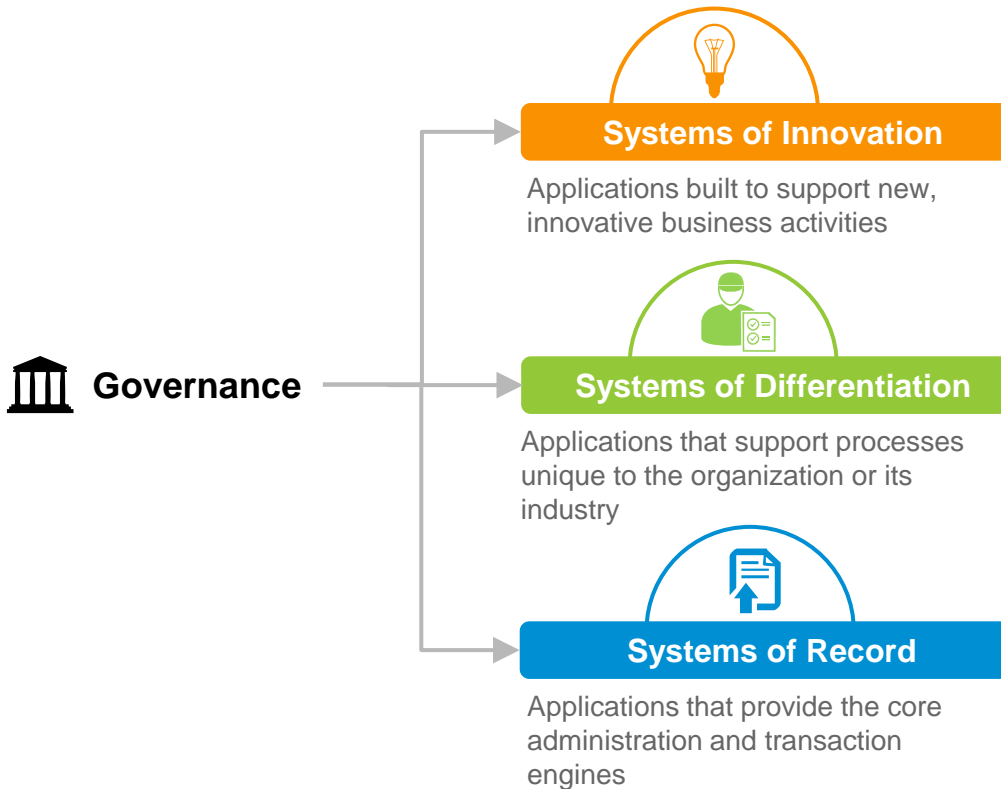 Systems of Innovation
Applications built to support new,
innovative business activities
Governance
Systems of Differentiation
Applications that support processes
unique to the organization or its
industry
Systems of Record
Applications that provide the core
administration and transaction
engines